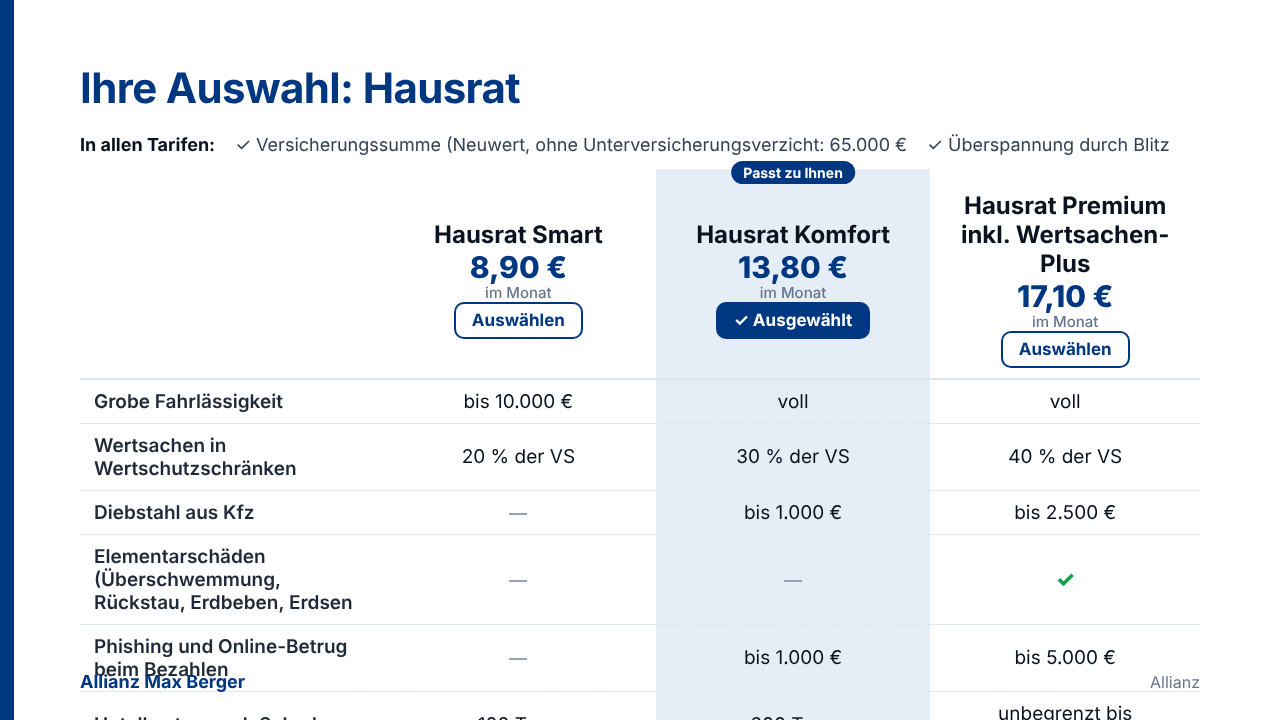 Ihre Auswahl: Hausrat
In allen Tarifen: ✓ Versicherungssumme (Neuwert, ohne Unterversicherungsverzicht: 65.000 € ✓ Überspannung durch Blitz
Passt zu Ihnen
Hausrat Smart
8,90 €
im Monat
Auswählen
Hausrat Komfort
13,80 €
im Monat
✓ Ausgewählt
Hausrat Premium
inkl. Wertsachen-
Plus
17,10 €
im Monat
Auswählen
Grobe Fahrlässigkeit bis 10.000 € voll voll
Wertsachen in
Wertschutzschränken 20 % der VS 30 % der VS 40 % der VS
Diebstahl aus Kfz — bis 1.000 € bis 2.500 €
Elementarschäden
(Überschwemmung,
Rückstau, Erdbeben, Erdsen — — ✓
Phishing und Online-Betrug
beim Bezahlen — bis 1.000 € bis 5.000 €
Allianz Max Berger Allianz
unbegrenzt bis